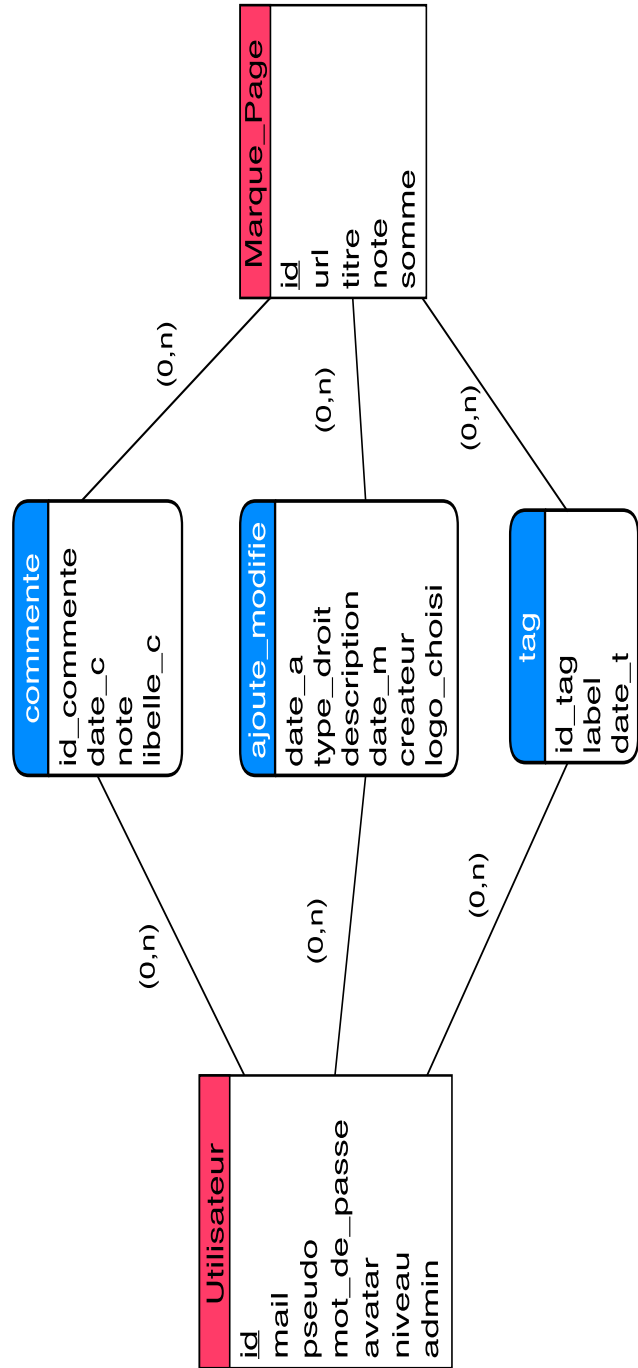 Utilisateur
id
mail
pseudo
mot_de_passe
avatar
niveau
admin
(0,n)
(0,n)
(0,n)
commente
id_commente
date_c
note
libelle_c
ajoute_modifie
date_a
type_droit
description
date_m
createur
logo_choisi
tag
id_tag
label
date_t
(0,n)
(0,n)
(0,n)
Marque_Page
id
url
titre
note
somme